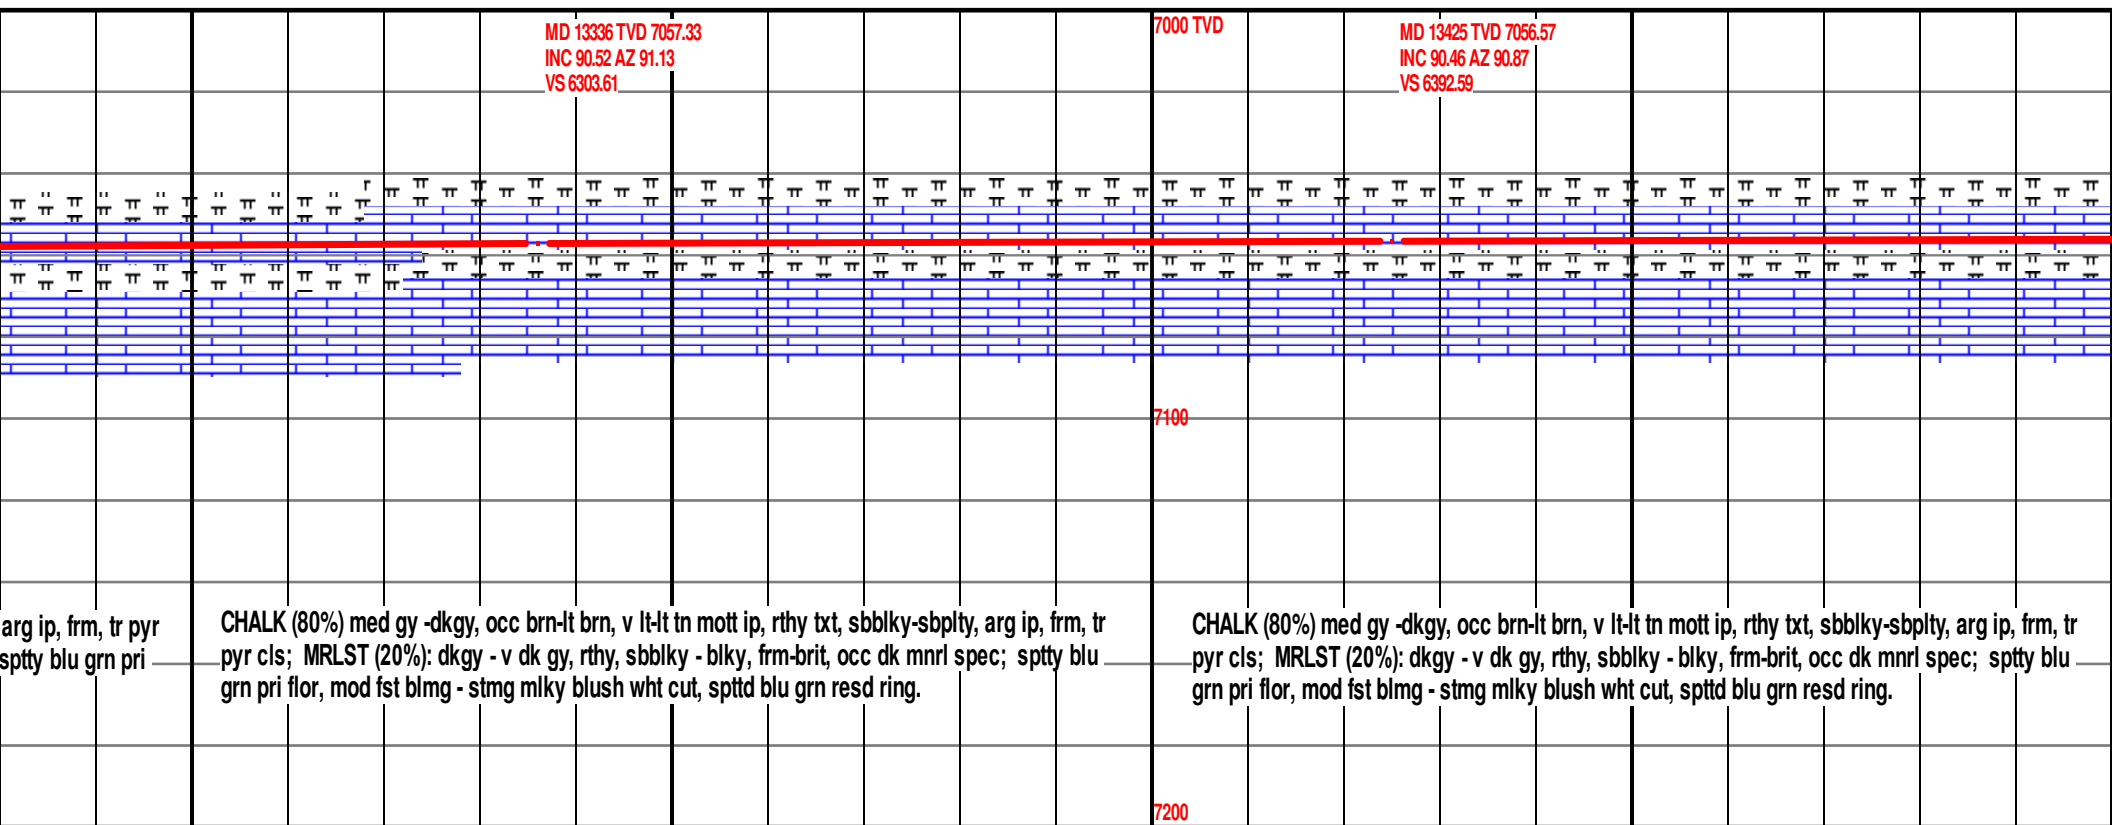 MD 13336 TVD 7057.33
INC 90.52 AZ 91.13
VS 6303.61
7000 TVD
MD 13425 TVD 7056.57
INC 90.46 AZ 90.87
VS 6392.59
7100
arg ip, frm, tr pyr
sptty blu grn pri
CHALK (80%) med gy -dkgy, occ brn-lt brn, v lt-lt tn mott ip, rthy txt, sbblky-sbplty, arg ip, frm, tr
pyr cls;  MRLST (20%): dkgy - v dk gy, rthy, sbblky - blky, frm-brit, occ dk mnrl spec;  sptty blu
grn pri flor, mod fst blmg - stmg mlky blush wht cut, spttd blu grn resd ring.
CHALK (80%) med gy -dkgy, occ brn-lt brn, v lt-lt tn mott ip, rthy txt, sbblky-sbplty, arg ip, frm, tr
pyr cls;  MRLST (20%): dkgy - v dk gy, rthy, sbblky - blky, frm-brit, occ dk mnrl spec;  sptty blu
grn pri flor, mod fst blmg - stmg mlky blush wht cut, spttd blu grn resd ring.
7200